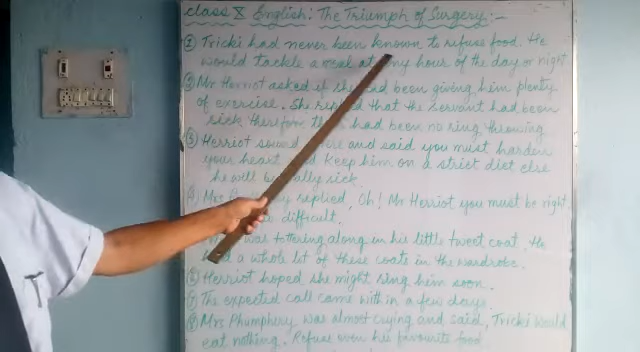 class X English: The Triumph of Surgery:-
① Tricki had never been known to refuse food. He
would tackle a meal at any hour of the day or night
② Mr Herriot asked if she had been giving him plenty
of exercise. She replied that the servant had been
sick therefore had been no ring throwing
③ Herriot and said you must harden
your heart and keep him on a strict diet else
he will be really sick.
④ Mrs replied, Oh! Mr Herriot you must be right
difficult.
was tottering along in his little tweet coat, He
had a whole lot of these coats in the wardrobe.
⑥ Herriot hoped she might ring him soon.
⑦ The expected call came with in a few days
⑧ Mrs Phumphery was almost crying and said, Tricki would
eat nothing. Refuse even his favourite food